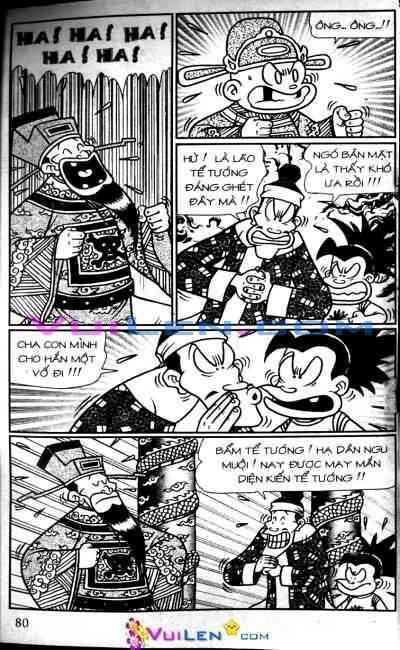 HA! HA! HA!
HA! HA!
ÔNG... ÔNG..!!
HỪ! LÀ LÃO
TỂ TƯỚNG
ĐÁNG GHÉT
ĐÂY MÀ!!
NGÓ BẢN MẶT
LÀ THẤY KHÓ
ƯA RỒI!!!
VuiLen.com
CHA CON MÌNH
CHO HẮN MỘT
VỐ ĐI!!!
BẨM TỂ TƯỚNG! HẠ DÂN NGU
MUỘI! NAY ĐƯỢC MAY MẮN
DIỆN KIẾN TỂ TƯỚNG!!
80
VuiLen.com